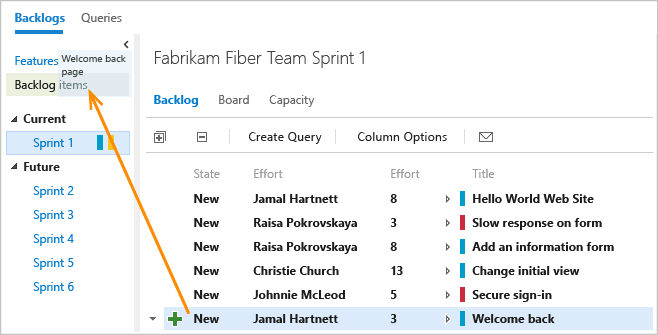 Backlogs Queries
Features
Welcome back
page
Backlog items
Current
Sprint 1
Future
Sprint 2
Sprint 3
Sprint 4
Sprint 5
Sprint 6
Fabrikam Fiber Team Sprint 1
Backlog Board Capacity
Create Query Column Options
State Effort Effort Title
New Jamal Hartnett 8 Hello World Web Site
New Raisa Pokrovskaya 3 Slow response on form
New Raisa Pokrovskaya 8 Add an information form
New Christie Church 13 Change initial view
New Johnnie McLeod 5 Secure sign-in
New Jamal Hartnett 3 Welcome back